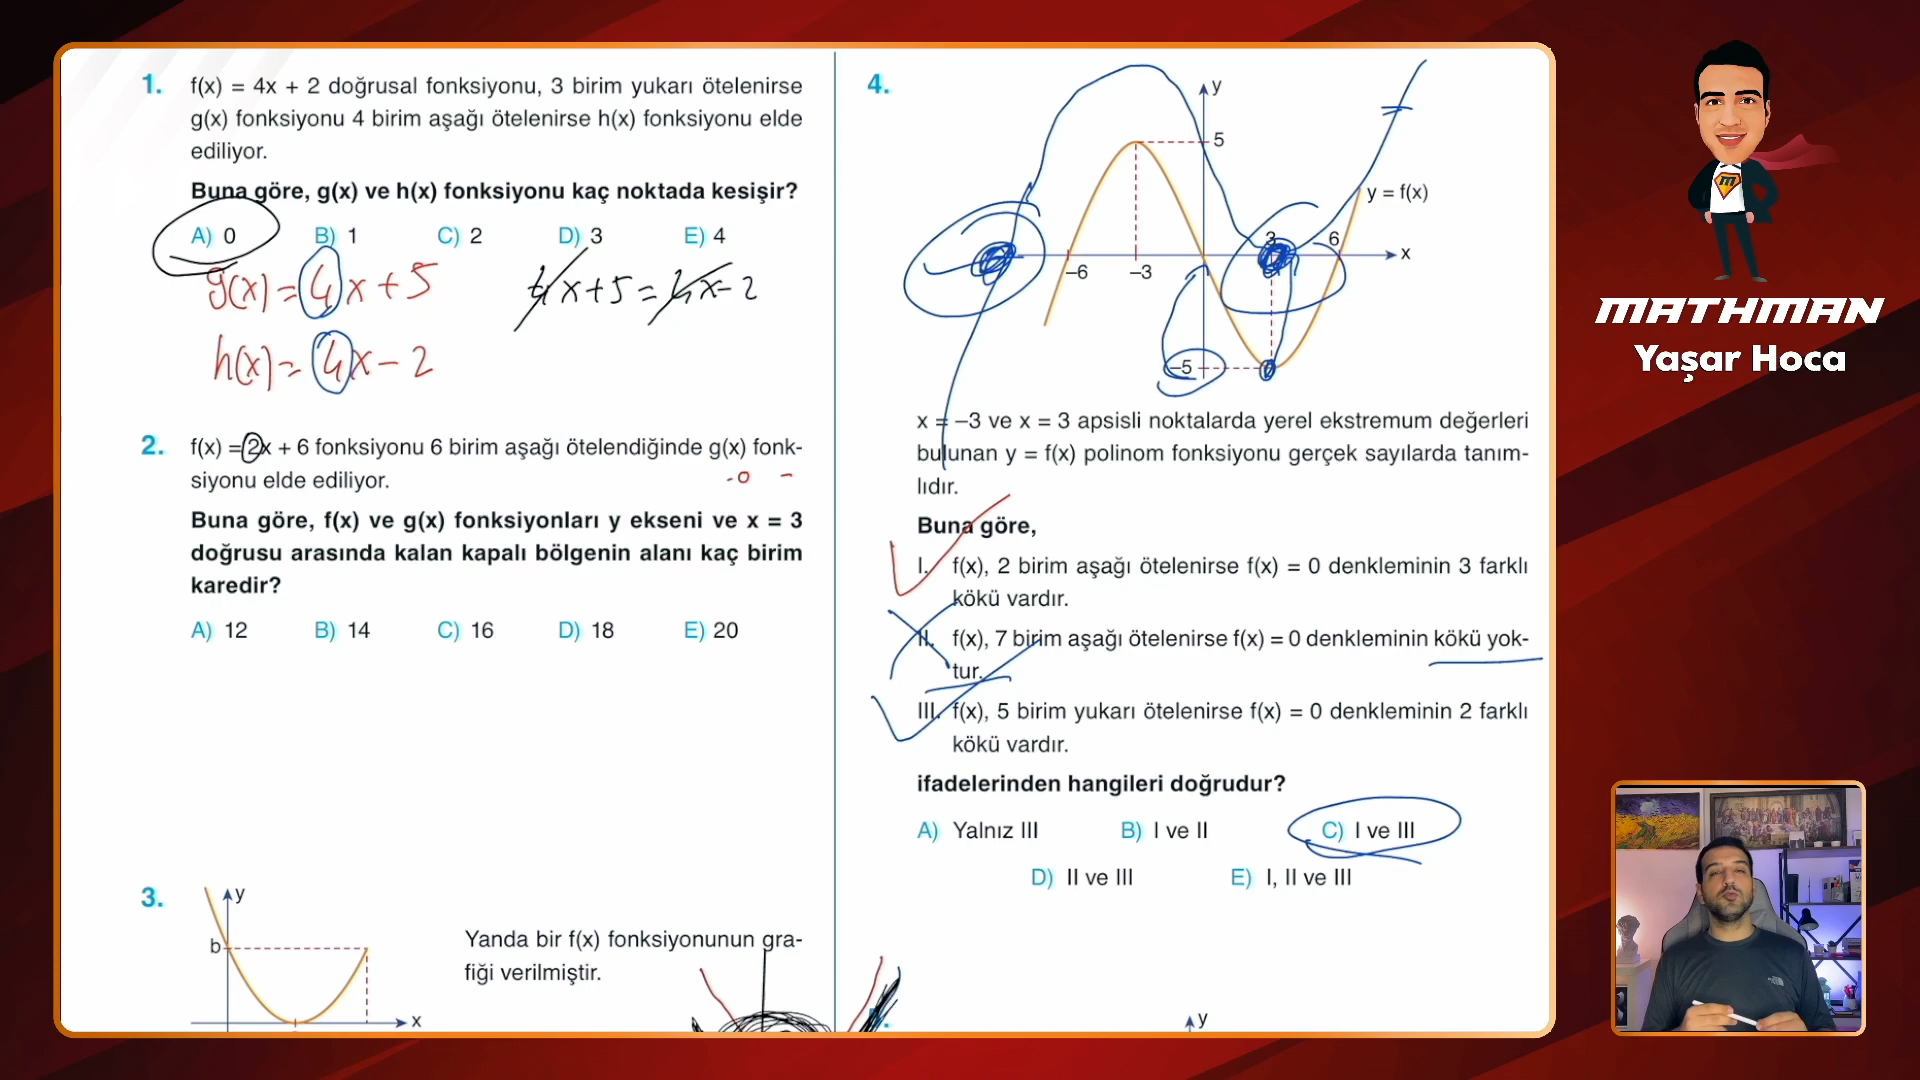 1. f(x) = 4x + 2 doğrusal fonksiyonu, 3 birim yukarı ötelenirse
g(x) fonksiyonu 4 birim aşağı ötelenirse h(x) fonksiyonu elde
ediliyor.
Buna göre, g(x) ve h(x) fonksiyonu kaç noktada kesişir?
A) 0 B) 1 C) 2 D) 3 E) 4
g(x) = 4x + 5
4x + 5 = 4x - 2
h(x) = 4x - 2
2. f(x) = 2x + 6 fonksiyonu 6 birim aşağı ötelendiğinde g(x) fonk-
siyonu elde ediliyor.
Buna göre, f(x) ve g(x) fonksiyonları y ekseni ve x = 3
doğrusu arasında kalan kapalı bölgenin alanı kaç birim
karedir?
A) 12 B) 14 C) 16 D) 18 E) 20
3.
y
b
x
Yanda bir f(x) fonksiyonunun gra-
fiği verilmiştir.
4.
y
5
y = f(x)
3 6
x
–6 –3
–5
x = –3 ve x = 3 apsisli noktalarda yerel ekstremum değerleri
bulunan y = f(x) polinom fonksiyonu gerçek sayılarda tanım-
lıdır.
Buna göre,
I. f(x), 2 birim aşağı ötelenirse f(x) = 0 denkleminin 3 farklı
kökü vardır.
II. f(x), 7 birim aşağı ötelenirse f(x) = 0 denkleminin kökü yok-
tur.
III. f(x), 5 birim yukarı ötelenirse f(x) = 0 denkleminin 2 farklı
kökü vardır.
ifadelerinden hangileri doğrudur?
A) Yalnız III B) I ve II C) I ve III
D) II ve III E) I, II ve III
y
MATHMAN
Yaşar Hoca